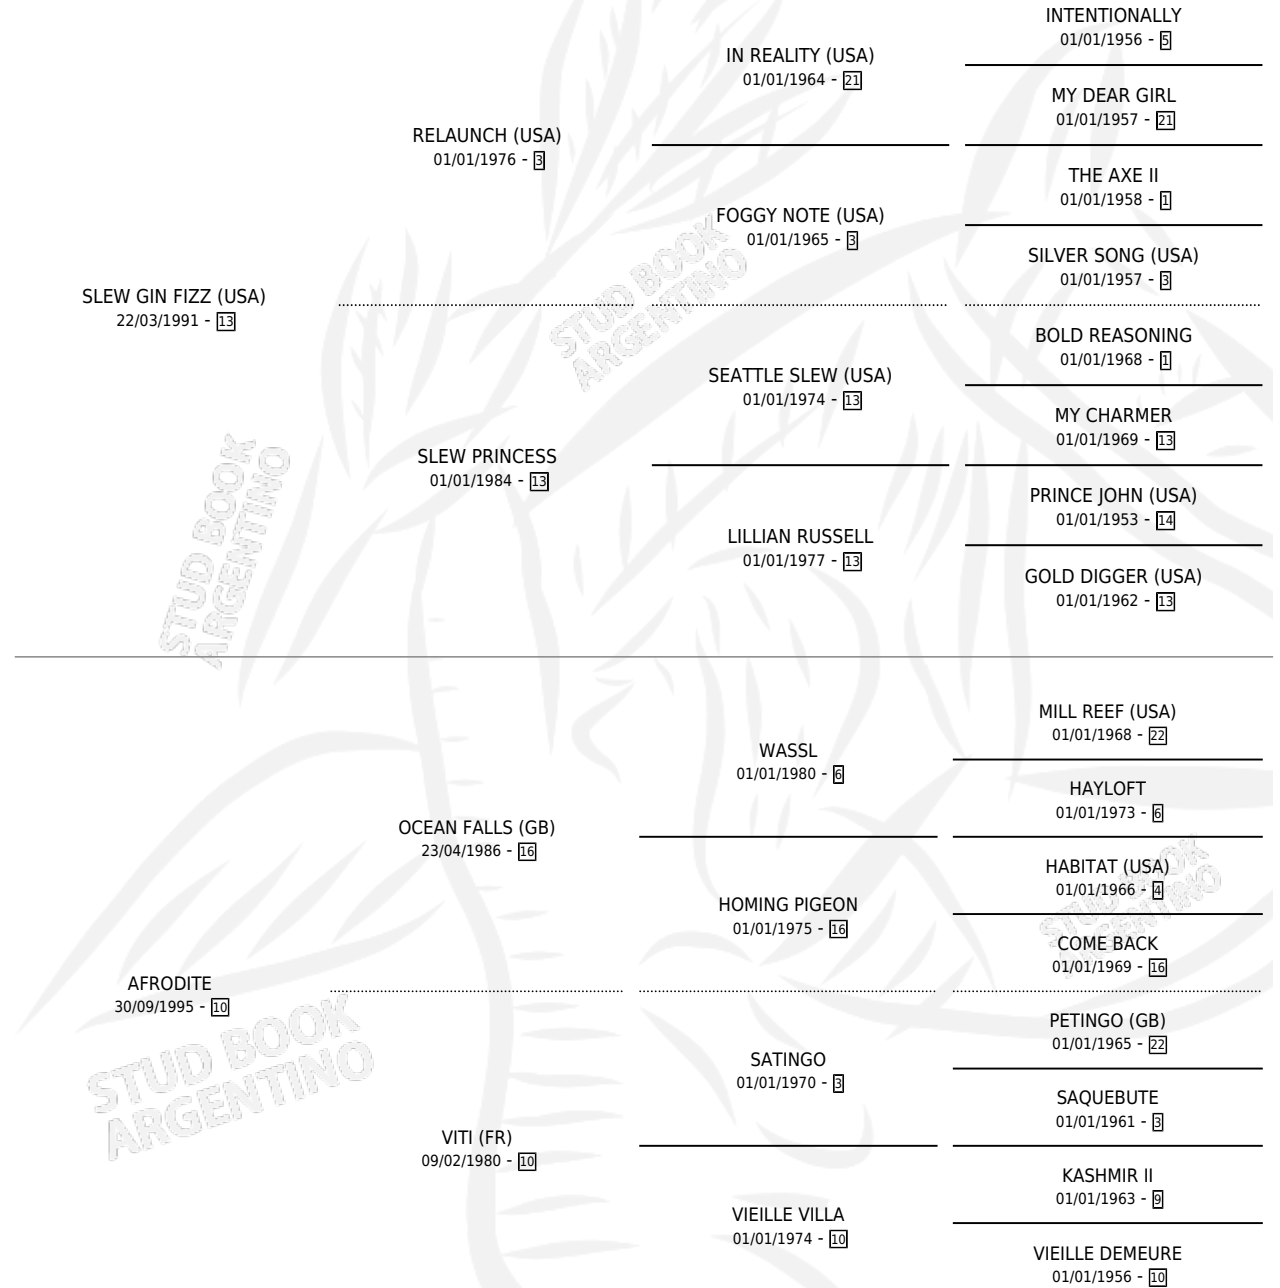 INTENTIONALLY
01/01/1956 - 5
IN REALITY (USA)
01/01/1964 - 21
MY DEAR GIRL
01/01/1957 - 21
RELAUNCH (USA)
01/01/1976 - 3
THE AXE II
01/01/1958 - 1
FOGGY NOTE (USA)
01/01/1965 - 3
SILVER SONG (USA)
01/01/1957 - 3
SLEW GIN FIZZ (USA)
22/03/1991 - 13
STUD BOOK
ARGENTINO
BOLD REASONING
01/01/1968 - 1
SEATTLE SLEW (USA)
01/01/1974 - 13
MY CHARMER
01/01/1969 - 13
SLEW PRINCESS
01/01/1984 - 13
PRINCE JOHN (USA)
01/01/1953 - 14
LILLIAN RUSSELL
01/01/1977 - 13
GOLD DIGGER (USA)
01/01/1962 - 13
STUD BOOK
ARGENTINO
MILL REEF (USA)
01/01/1968 - 22
WASSL
01/01/1980 - 6
HAYLOFT
01/01/1973 - 6
OCEAN FALLS (GB)
23/04/1986 - 16
HABITAT (USA)
01/01/1966 - 4
HOMING PIGEON
01/01/1975 - 16
STUD BOOK
ARGENTINO
COME BACK
01/01/1969 - 16
AFRODITE
30/09/1995 - 10
PETINGO (GB)
01/01/1965 - 22
SATINGO
01/01/1970 - 3
STUD BOOK
ARGENTINO
SAQUEBUTE
01/01/1961 - 3
VITI (FR)
09/02/1980 - 10
KASHMIR II
01/01/1963 - 9
VIEILLE VILLA
01/01/1974 - 10
VIEILLE DEMEURE
01/01/1956 - 10